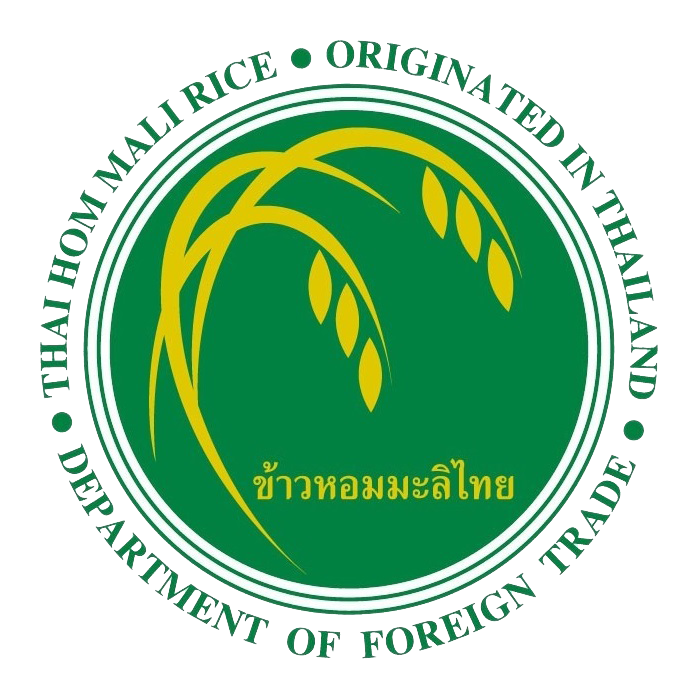 THAI HOM MALI RICE • ORIGINATED IN THAILAND •
DEPARTMENT OF FOREIGN TRADE •
ข้าวหอมมะลิไทย